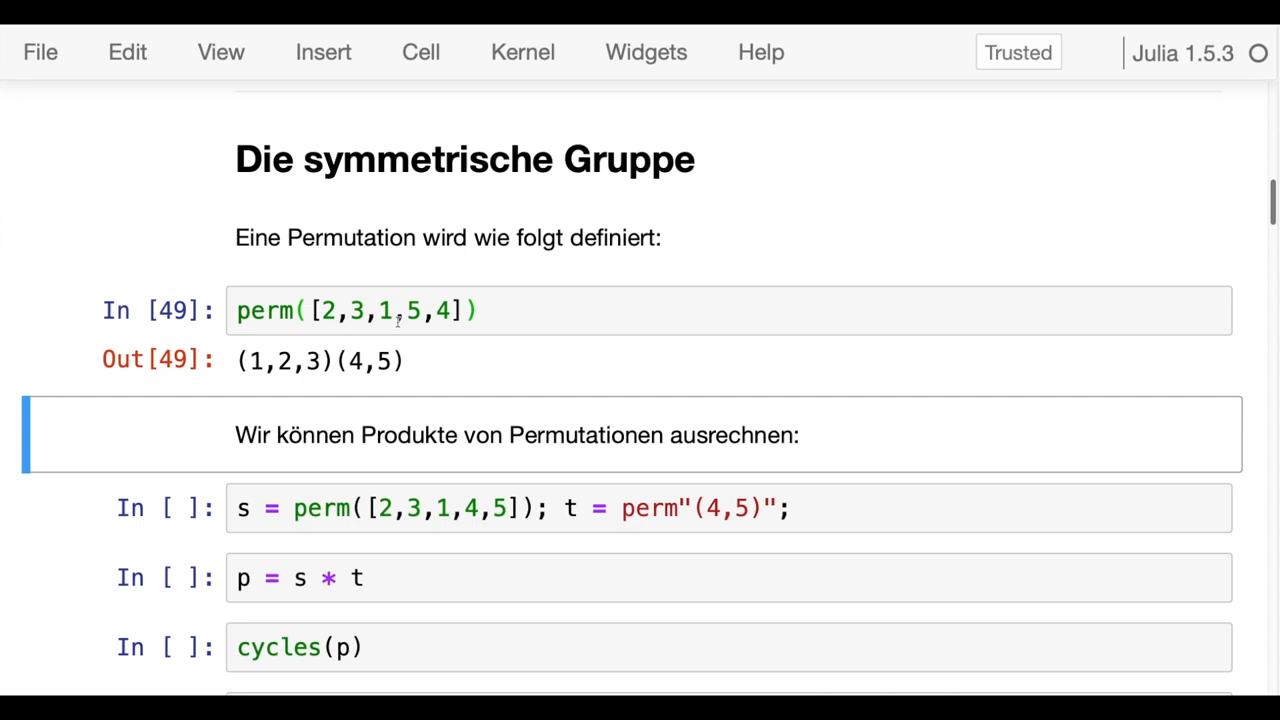 File Edit View Insert Cell Kernel Widgets Help Trusted Julia 1.5.3
Die symmetrische Gruppe
Eine Permutation wird wie folgt definiert:
In [49]: perm([2,3,1,5,4])
Out[49]: (1,2,3)(4,5)
Wir können Produkte von Permutationen ausrechnen:
In [ ]: s = perm([2,3,1,4,5]); t = perm"(4,5)";
In [ ]: p = s * t
In [ ]: cycles(p)